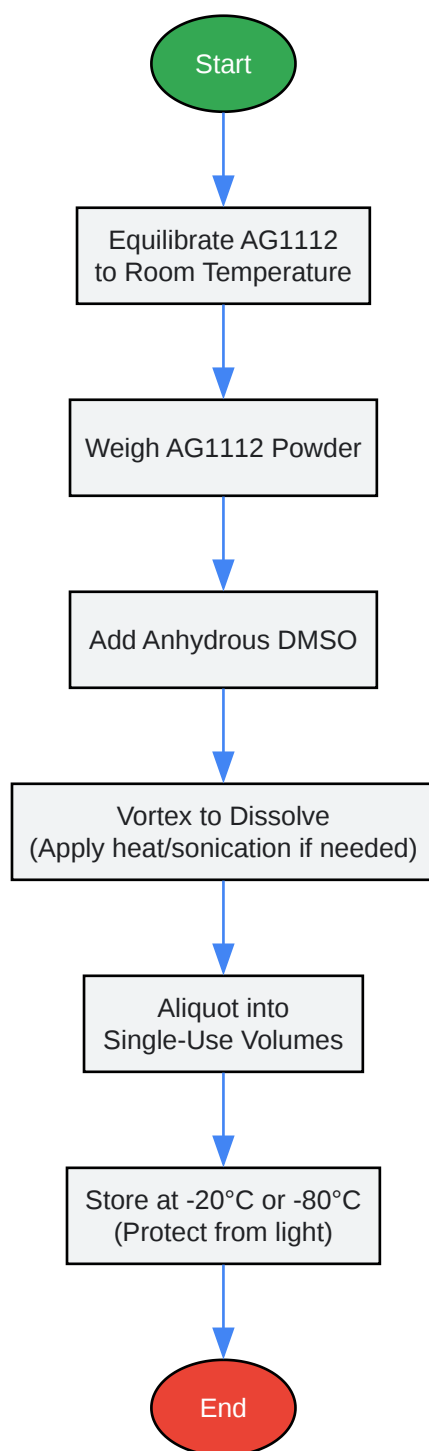 Start
Equilibrate AG1112
to Room Temperature
Weigh AG1112 Powder
Add Anhydrous DMSO
Vortex to Dissolve
(Apply heat/sonication if needed)
Aliquot into
Single-Use Volumes
Store at -20°C or -80°C
(Protect from light)
End